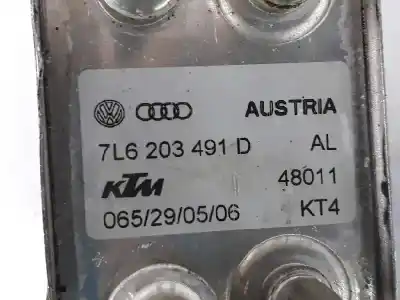 AUSTRIA
7L6 203 491 D AL
KTM 48011
065/29/05/06 KT4